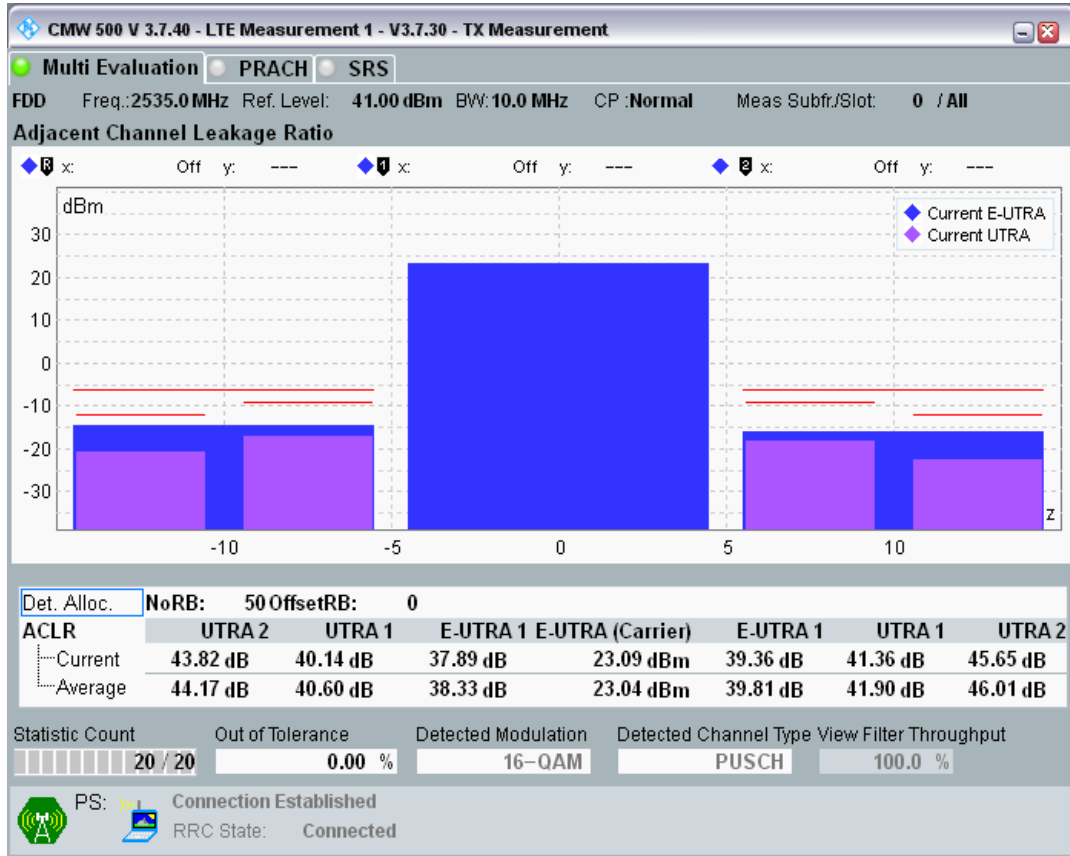 CMW 500 V 3.7.40 - LTE Measurement 1 - V3.7.30 - TX Measurement
Multi Evaluation PRACH SRS
FDD Freq.:2535.0 MHz Ref. Level: 41.00 dBm BW:10.0 MHz CP :Normal Meas Subfr./Slot: 0 / All
Adjacent Channel Leakage Ratio
R x: Off y: --- 1 x: Off y: --- 2 x: Off y: ---
dBm
Current E-UTRA
Current UTRA
30
20
10
0
-10
-20
-30
z
-10 -5 0 5 10
Det. Alloc. NoRB: 50 OffsetRB: 0
ACLR UTRA 2 UTRA 1 E-UTRA 1 E-UTRA (Carrier) E-UTRA 1 UTRA 1 UTRA 2
Current 43.82 dB 40.14 dB 37.89 dB 23.09 dBm 39.36 dB 41.36 dB 45.65 dB
Average 44.17 dB 40.60 dB 38.33 dB 23.04 dBm 39.81 dB 41.90 dB 46.01 dB
Statistic Count Out of Tolerance Detected Modulation Detected Channel Type View Filter Throughput
20 / 20 0.00 % 16-QAM PUSCH 100.0 %
PS: Connection Established
RRC State: Connected